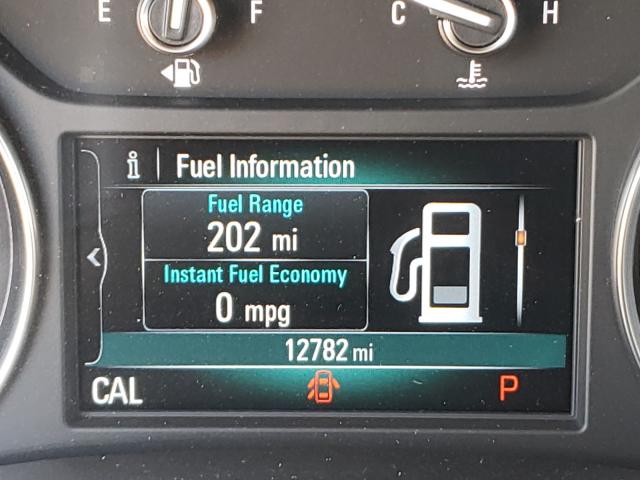 E F C H
i Fuel Information
Fuel Range
202 mi
Instant Fuel Economy
0 mpg
12782 mi
CAL P